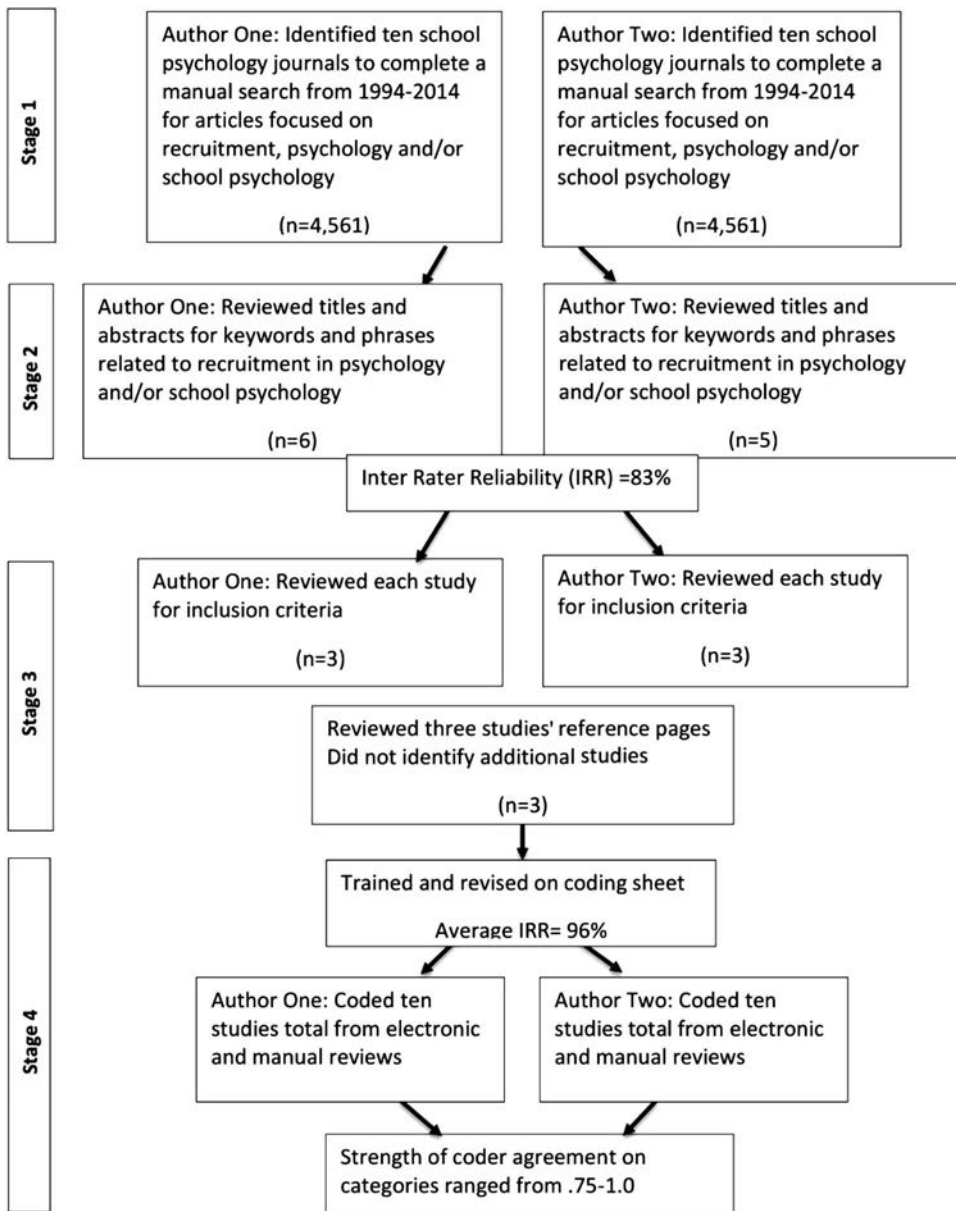 Stage 1
Author One: Identified ten school
psychology journals to complete a
manual search from 1994-2014
for articles focused on
recruitment, psychology and/or
school psychology
(n=4,561)
Author Two: Identified ten school
psychology journals to complete a
manual search from 1994-2014
for articles focused on
recruitment, psychology and/or
school psychology
(n=4,561)
Stage 2
Author One: Reviewed titles and
abstracts for keywords and phrases
related to recruitment in psychology
and/or school psychology
(n=6)
Author Two: Reviewed titles and
abstracts for keywords and phrases
related to recruitment in psychology
and/or school psychology
(n=5)
Inter Rater Reliability (IRR) =83%
Stage 3
Author One: Reviewed each study
for inclusion criteria
(n=3)
Author Two: Reviewed each study
for inclusion criteria
(n=3)
Reviewed three studies' reference pages
Did not identify additional studies
(n=3)
Stage 4
Trained and revised on coding sheet
Average IRR= 96%
Author One: Coded ten
studies total from electronic
and manual reviews
Author Two: Coded ten
studies total from electronic
and manual reviews
Strength of coder agreement on
categories ranged from .75-1.0